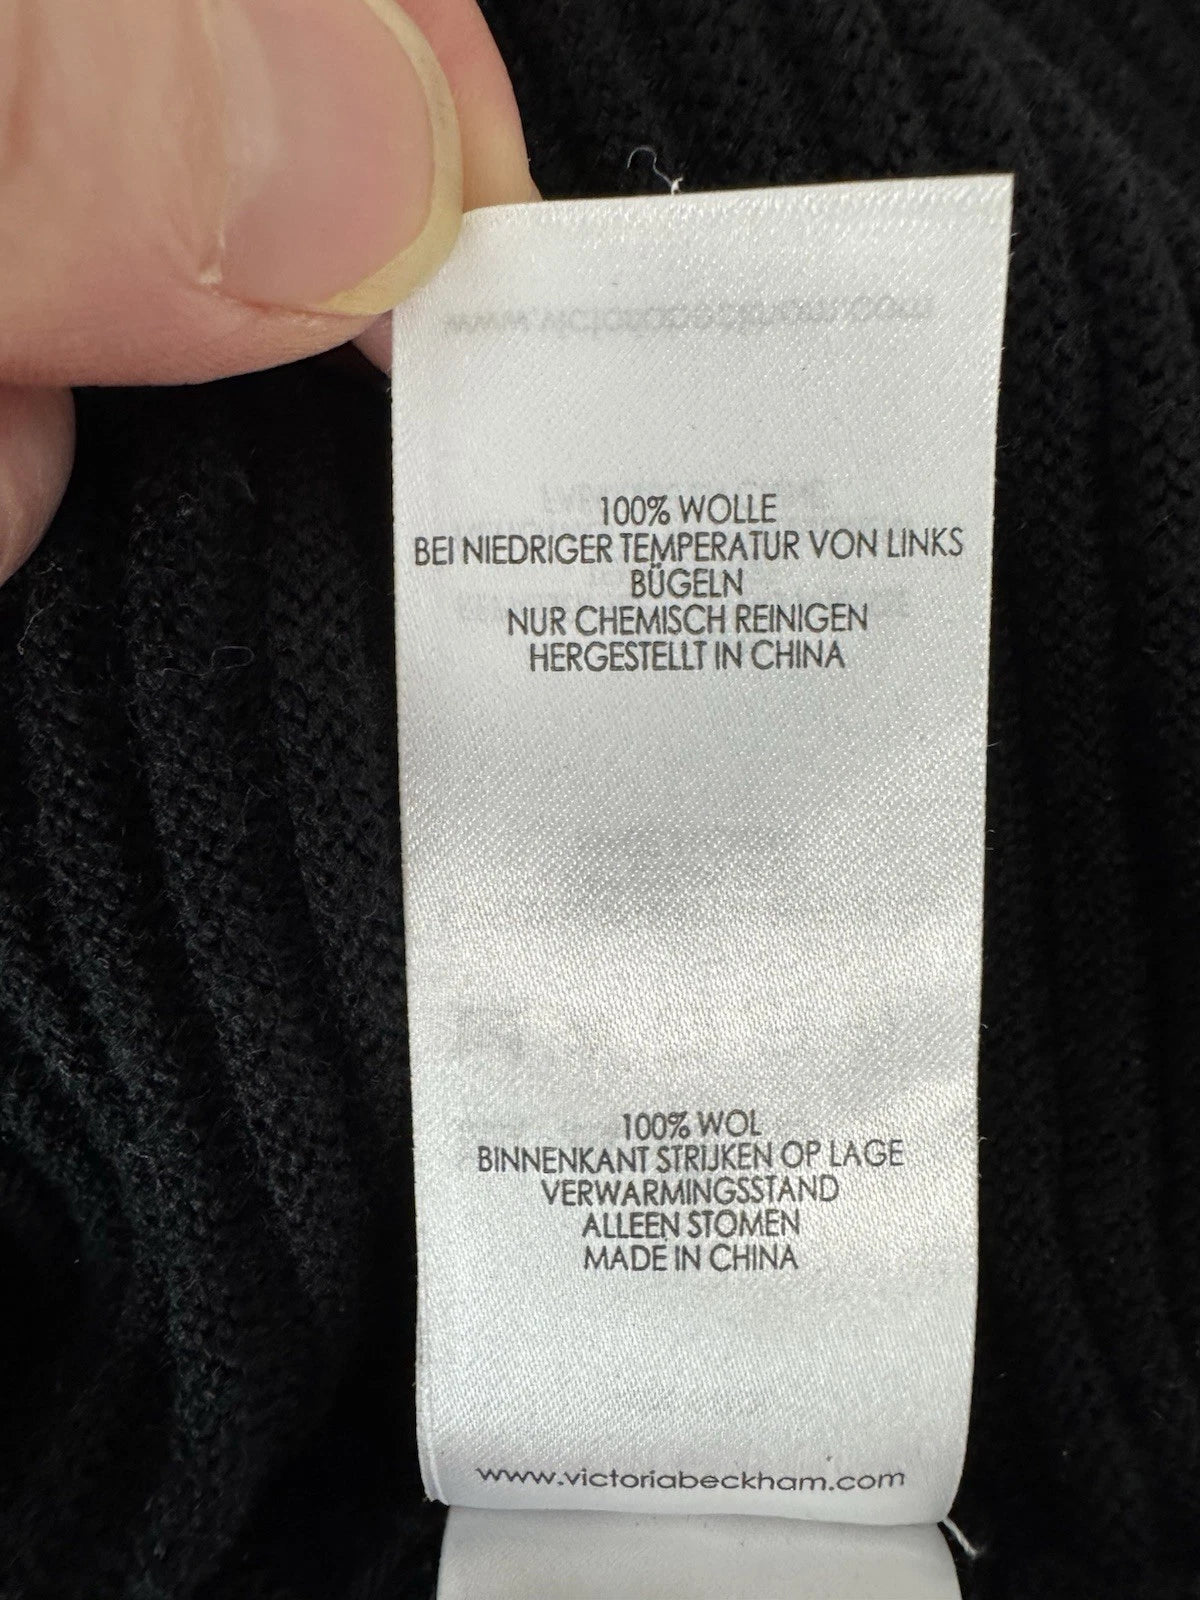 100% WOLLE
BEI NIEDRIGER TEMPERATUR VON LINKS
BÜGELN
NUR CHEMISCH REINIGEN
HERGESTELLT IN CHINA
100% WOL
BINNENKANT STRIJKEN OP LAGE
VERWARMINGSSTAND
ALLEEN STOMEN
MADE IN CHINA
www.victoriabeckham.com